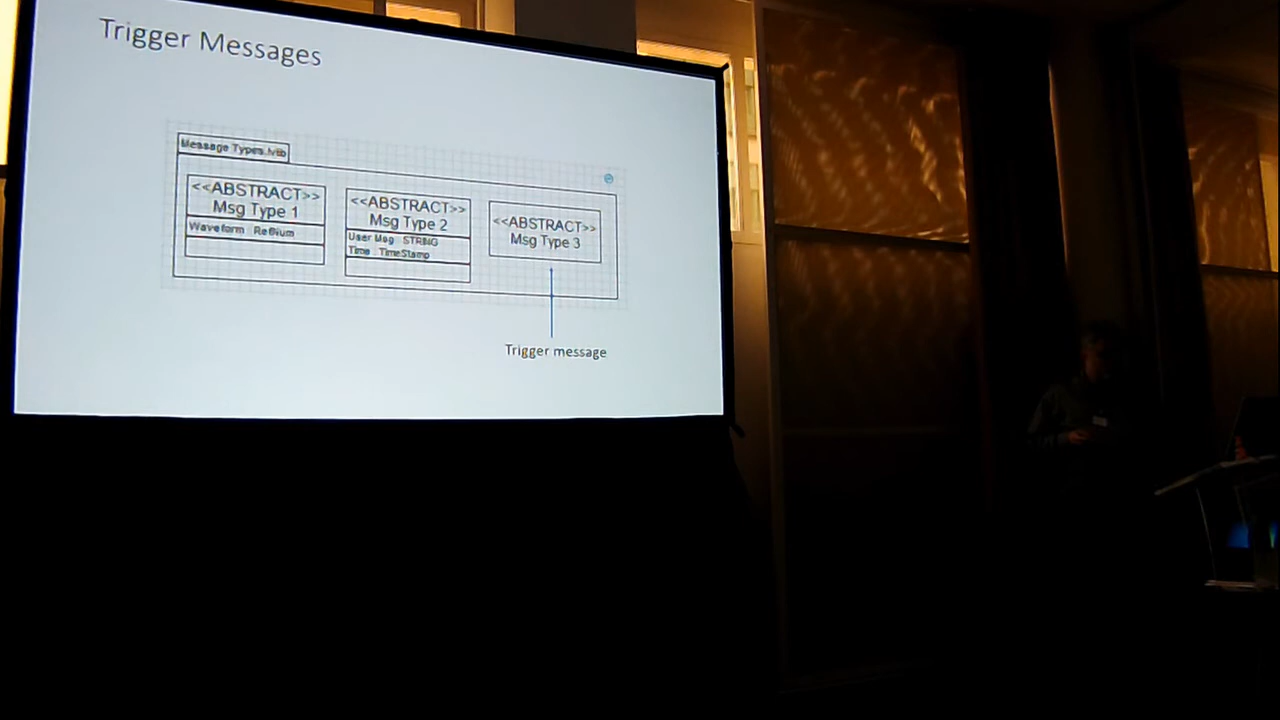 Trigger Messages
Message Types.lvlib
<<ABSTRACT>>
Msg Type 1
Waveform
<<ABSTRACT>>
Msg Type 2
User Msg STRING
Time TimeStamp
<<ABSTRACT>>
Msg Type 3
Trigger message